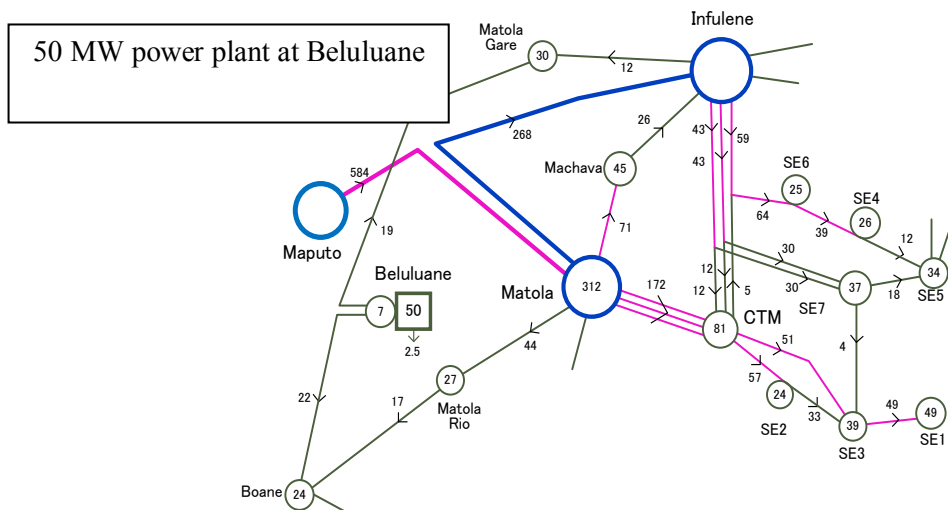 50 MW power plant at Beluluane
Matola
Gare
30
12
Infulene
268
26
43
43
59
584
Machava
45
SE6
25
SE4
26
64
39
12
Maputo
19
71
30
30
34
SE5
Beluluane
7
50
2.5
Matola
312
172
12
12
5
37
SE7
18
CTM
81
44
51
4
57
22
27
Matola
Rio
17
24
SE2
33
39
SE3
49
49
SE1
Boane
24